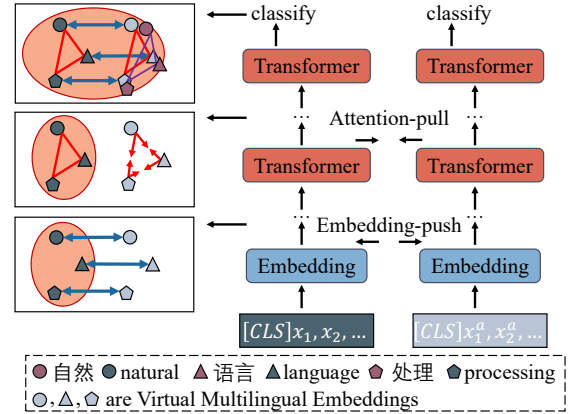 classify classify
Transformer Transformer
... Attention-pull ...
Transformer Transformer
... Embedding-push ...
Embedding Embedding
[CLS]x₁, x₂, ... [CLS]x₁ᵃ, x₂ᵃ, ...
自然 natural 语言 language 处理 processing
, , are Virtual Multilingual Embeddings